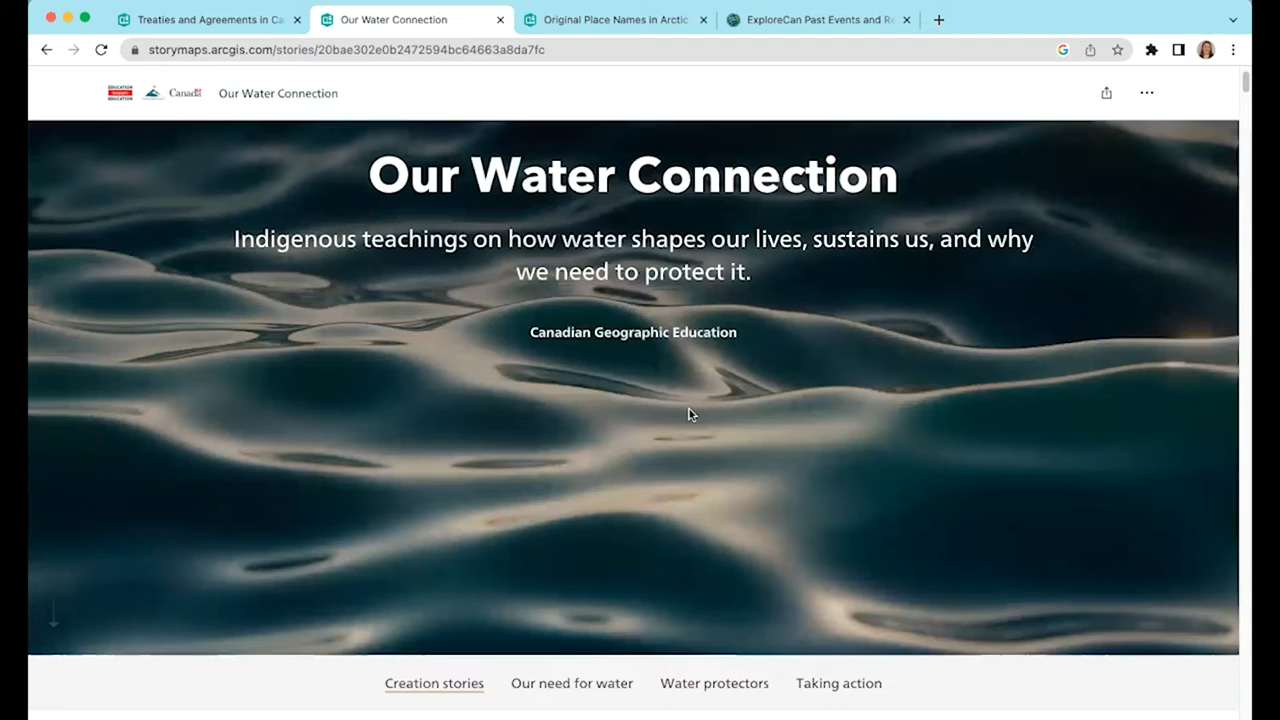 Treaties and Agreements in Ca
Our Water Connection
Original Place Names in Arctic
ExploreCan Past Events and R
storymaps.arcgis.com/stories/20bae302e0b2472594bc64663a8da7fc
EDUCATION
EDUCATION
Canada
Our Water Connection
Our Water Connection
Indigenous teachings on how water shapes our lives, sustains us, and why
we need to protect it.
Canadian Geographic Education
Creation stories
Our need for water
Water protectors
Taking action